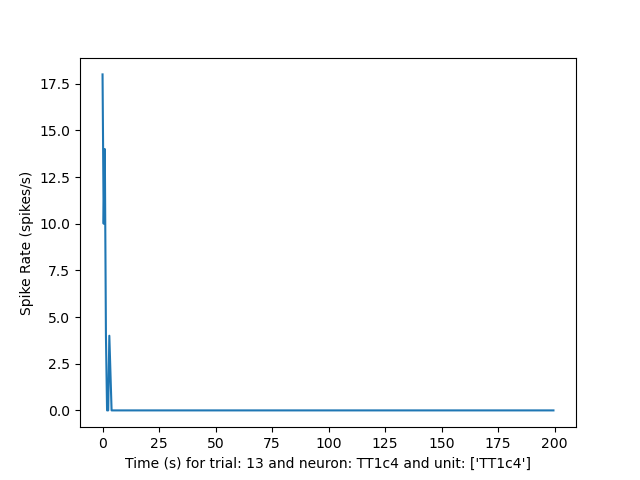 17.5
15.0
12.5
10.0
7.5
5.0
2.5
0.0
Spike Rate (spikes/s)
0 25 50 75 100 125 150 175 200
Time (s) for trial: 13 and neuron: TT1c4 and unit: ['TT1c4']